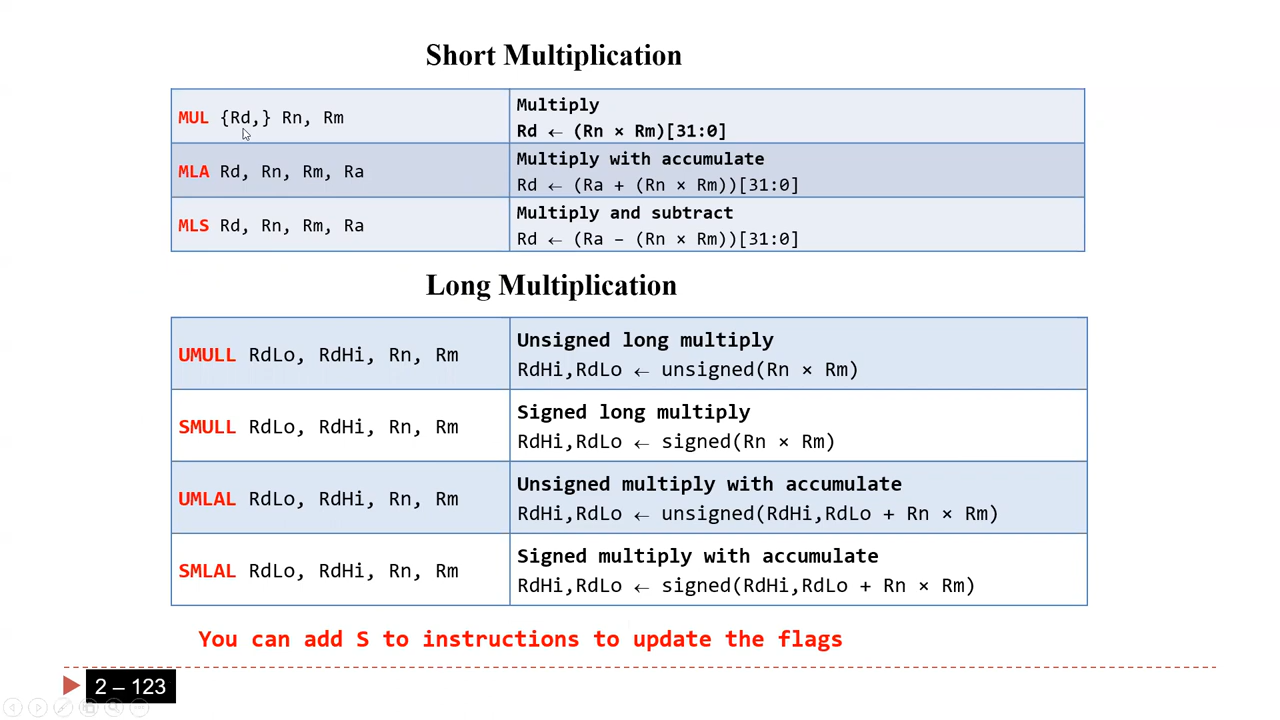 Short Multiplication
MUL {Rd,} Rn, Rm
Multiply
Rd ← (Rn × Rm)[31:0]
MLA Rd, Rn, Rm, Ra
Multiply with accumulate
Rd ← (Ra + (Rn × Rm))[31:0]
MLS Rd, Rn, Rm, Ra
Multiply and subtract
Rd ← (Ra – (Rn × Rm))[31:0]
Long Multiplication
UMULL RdLo, RdHi, Rn, Rm
Unsigned long multiply
RdHi,RdLo ← unsigned(Rn × Rm)
SMULL RdLo, RdHi, Rn, Rm
Signed long multiply
RdHi,RdLo ← signed(Rn × Rm)
UMLAL RdLo, RdHi, Rn, Rm
Unsigned multiply with accumulate
RdHi,RdLo ← unsigned(RdHi,RdLo + Rn × Rm)
SMLAL RdLo, RdHi, Rn, Rm
Signed multiply with accumulate
RdHi,RdLo ← signed(RdHi,RdLo + Rn × Rm)
You can add S to instructions to update the flags
2 – 123